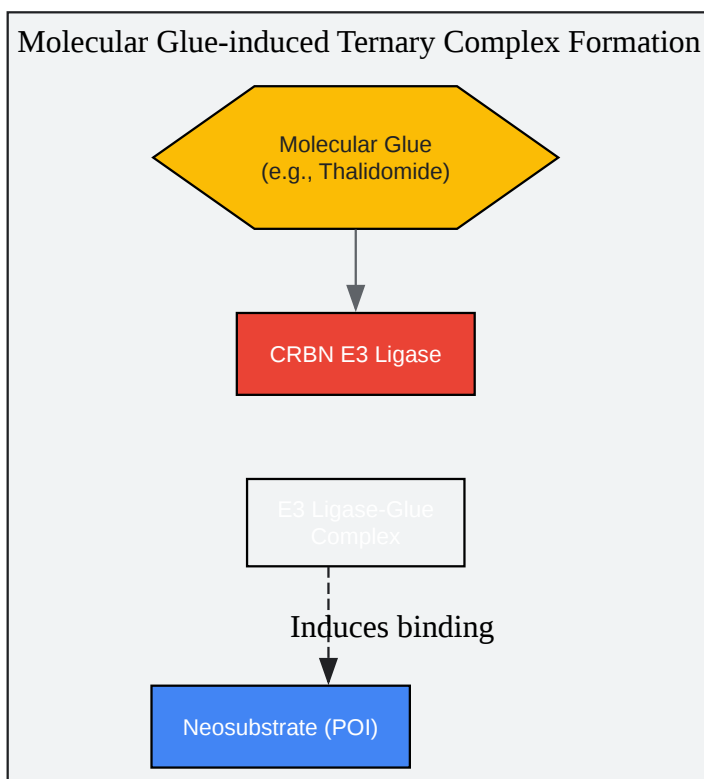 Molecular Glue-induced Ternary Complex Formation
Molecular Glue
(e.g., Thalidomide)
CRBN E3 Ligase
E3 Ligase-Glue
Complex
Induces binding
Neosubstrate (POI)